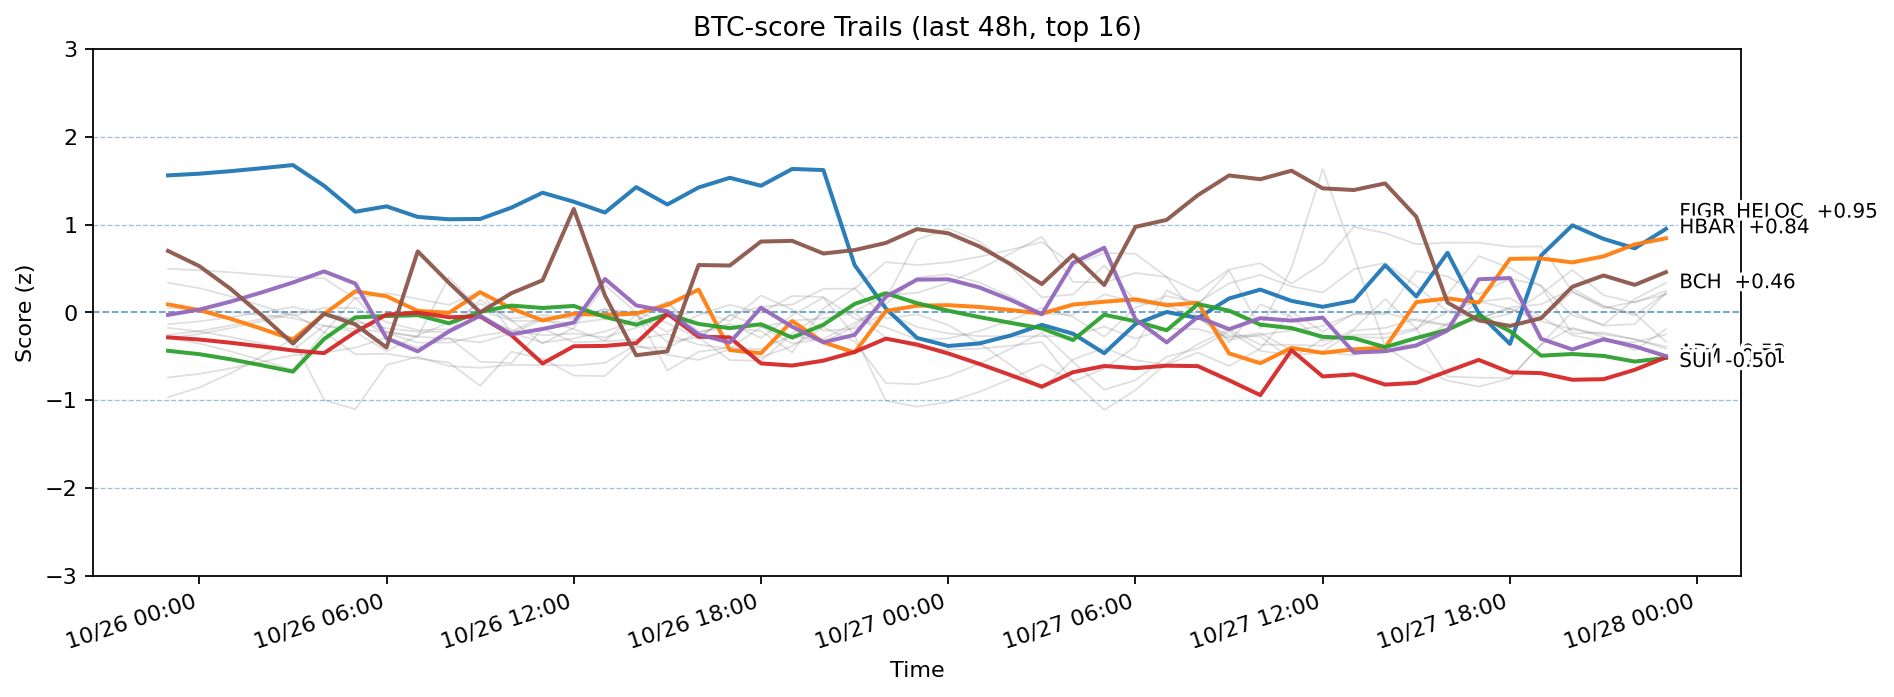 BTC-score Trails (last 48h, top 16)
3
2
1
0
−1
−2
−3
Score (z)
FIGR_HELOC +0.95
HBAR +0.84
BCH +0.46
SUI -0.50
10/26 00:00
10/26 06:00
10/26 12:00
10/26 18:00
10/27 00:00
10/27 06:00
10/27 12:00
10/27 18:00
10/28 00:00
Time